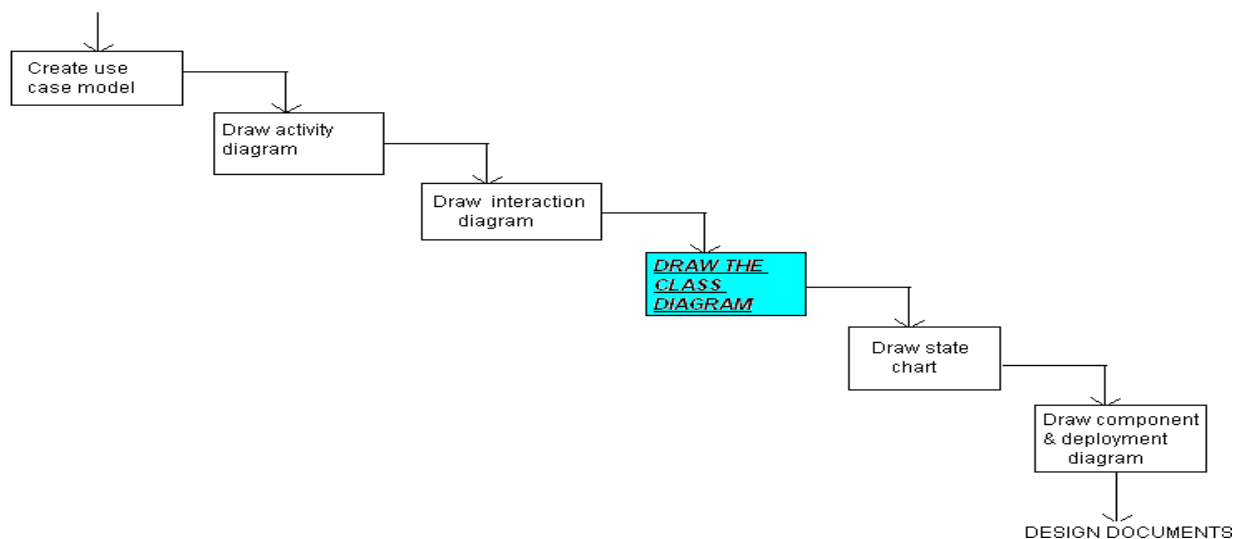 Create use
case model
Draw activity
diagram
Draw interaction
diagram
DRAW THE
CLASS
DIAGRAM
Draw state
chart
Draw component
& deployment
diagram
DESIGN DOCUMENTS